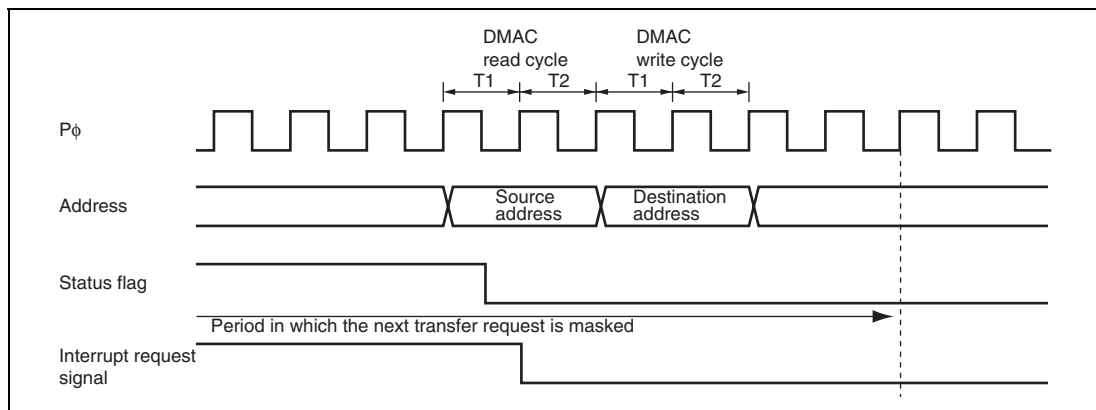 DMAC
read cycle
DMAC
write cycle
T1
T2
T1
T2
Pϕ
Address
Source
address
Destination
address
Status flag
Period in which the next transfer request is masked
Interrupt request
signal